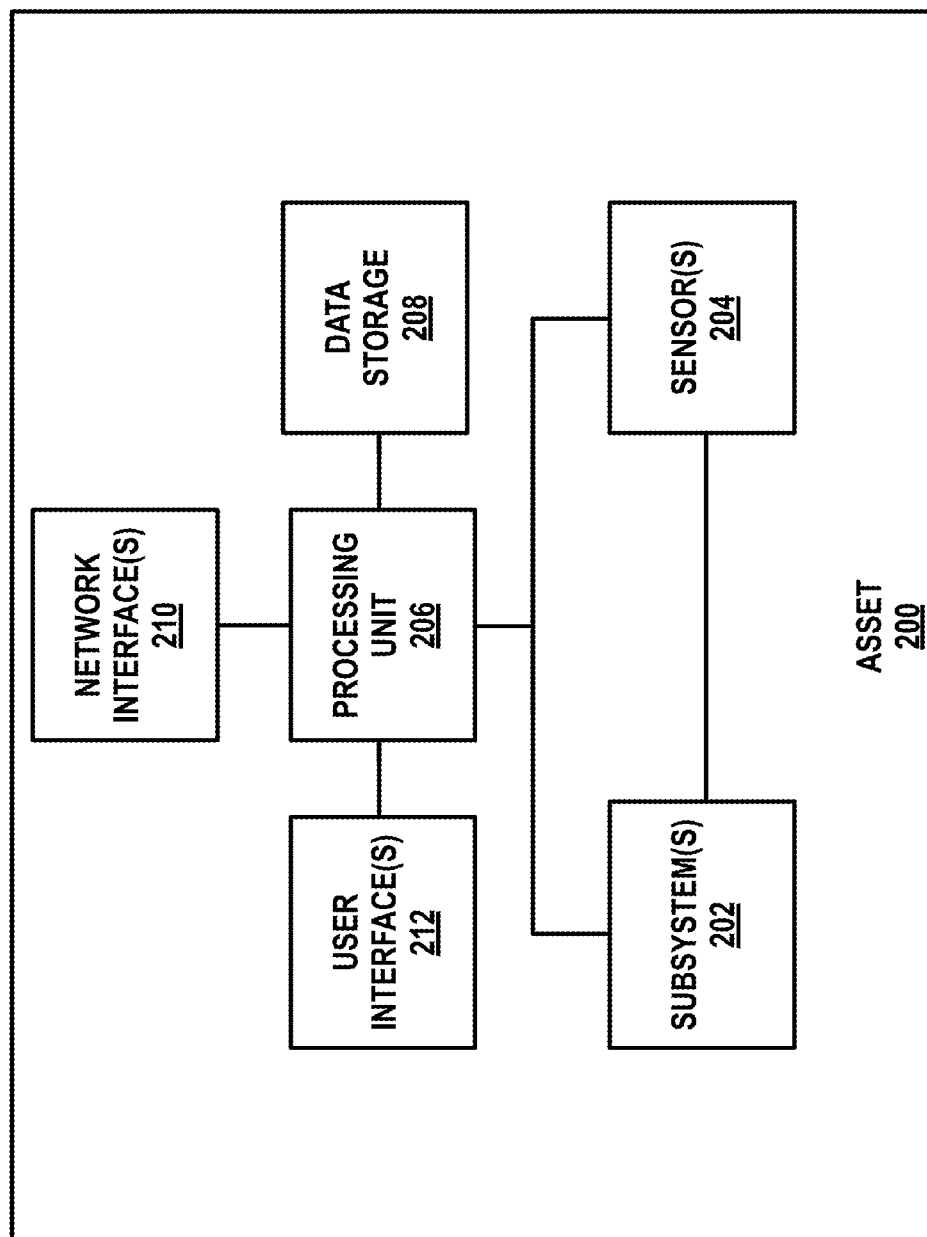 NETWORK
INTERFACE(S)
210
USER
INTERFACE(S)
212
PROCESSING
UNIT
206
DATA
STORAGE
208
SUBSYSTEM(S)
202
SENSOR(S)
204
ASSET
200